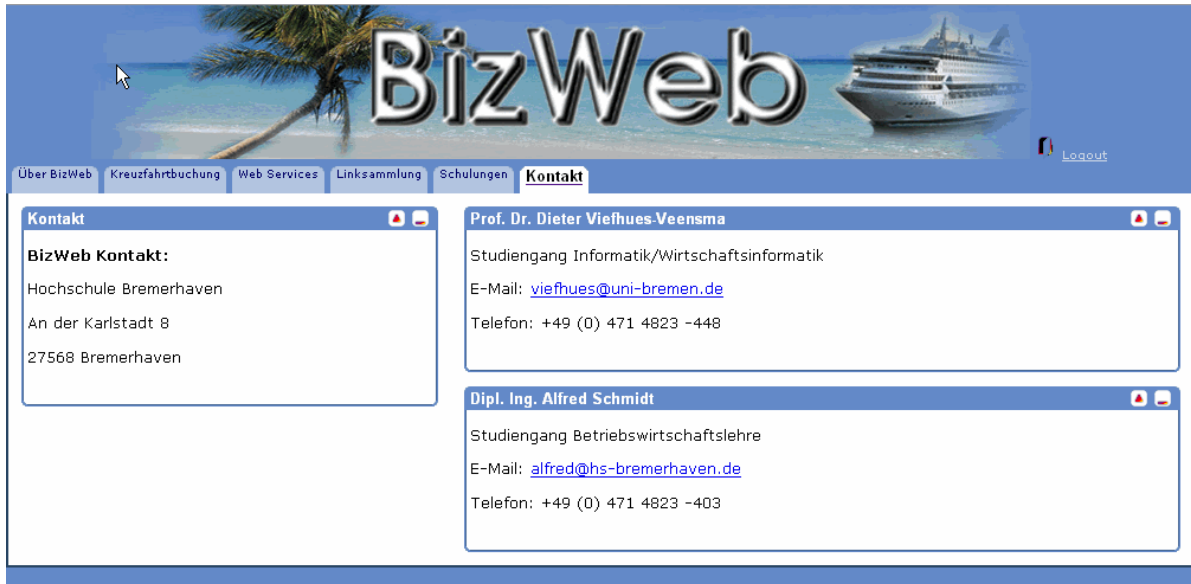 BizWeb
Logout
Über BizWeb Kreuzfahrtbuchung Web Services Linksammlung Schulungen Kontakt
Kontakt
BizWeb Kontakt:
Hochschule Bremerhaven
An der Karlstadt 8
27568 Bremerhaven
Prof. Dr. Dieter Viefhues-Veensma
Studiengang Informatik/Wirtschaftsinformatik
E-Mail: viefhues@uni-bremen.de
Telefon: +49 (0) 471 4823 -448
Dipl. Ing. Alfred Schmidt
Studiengang Betriebswirtschaftslehre
E-Mail: alfred@hs-bremerhaven.de
Telefon: +49 (0) 471 4823 -403